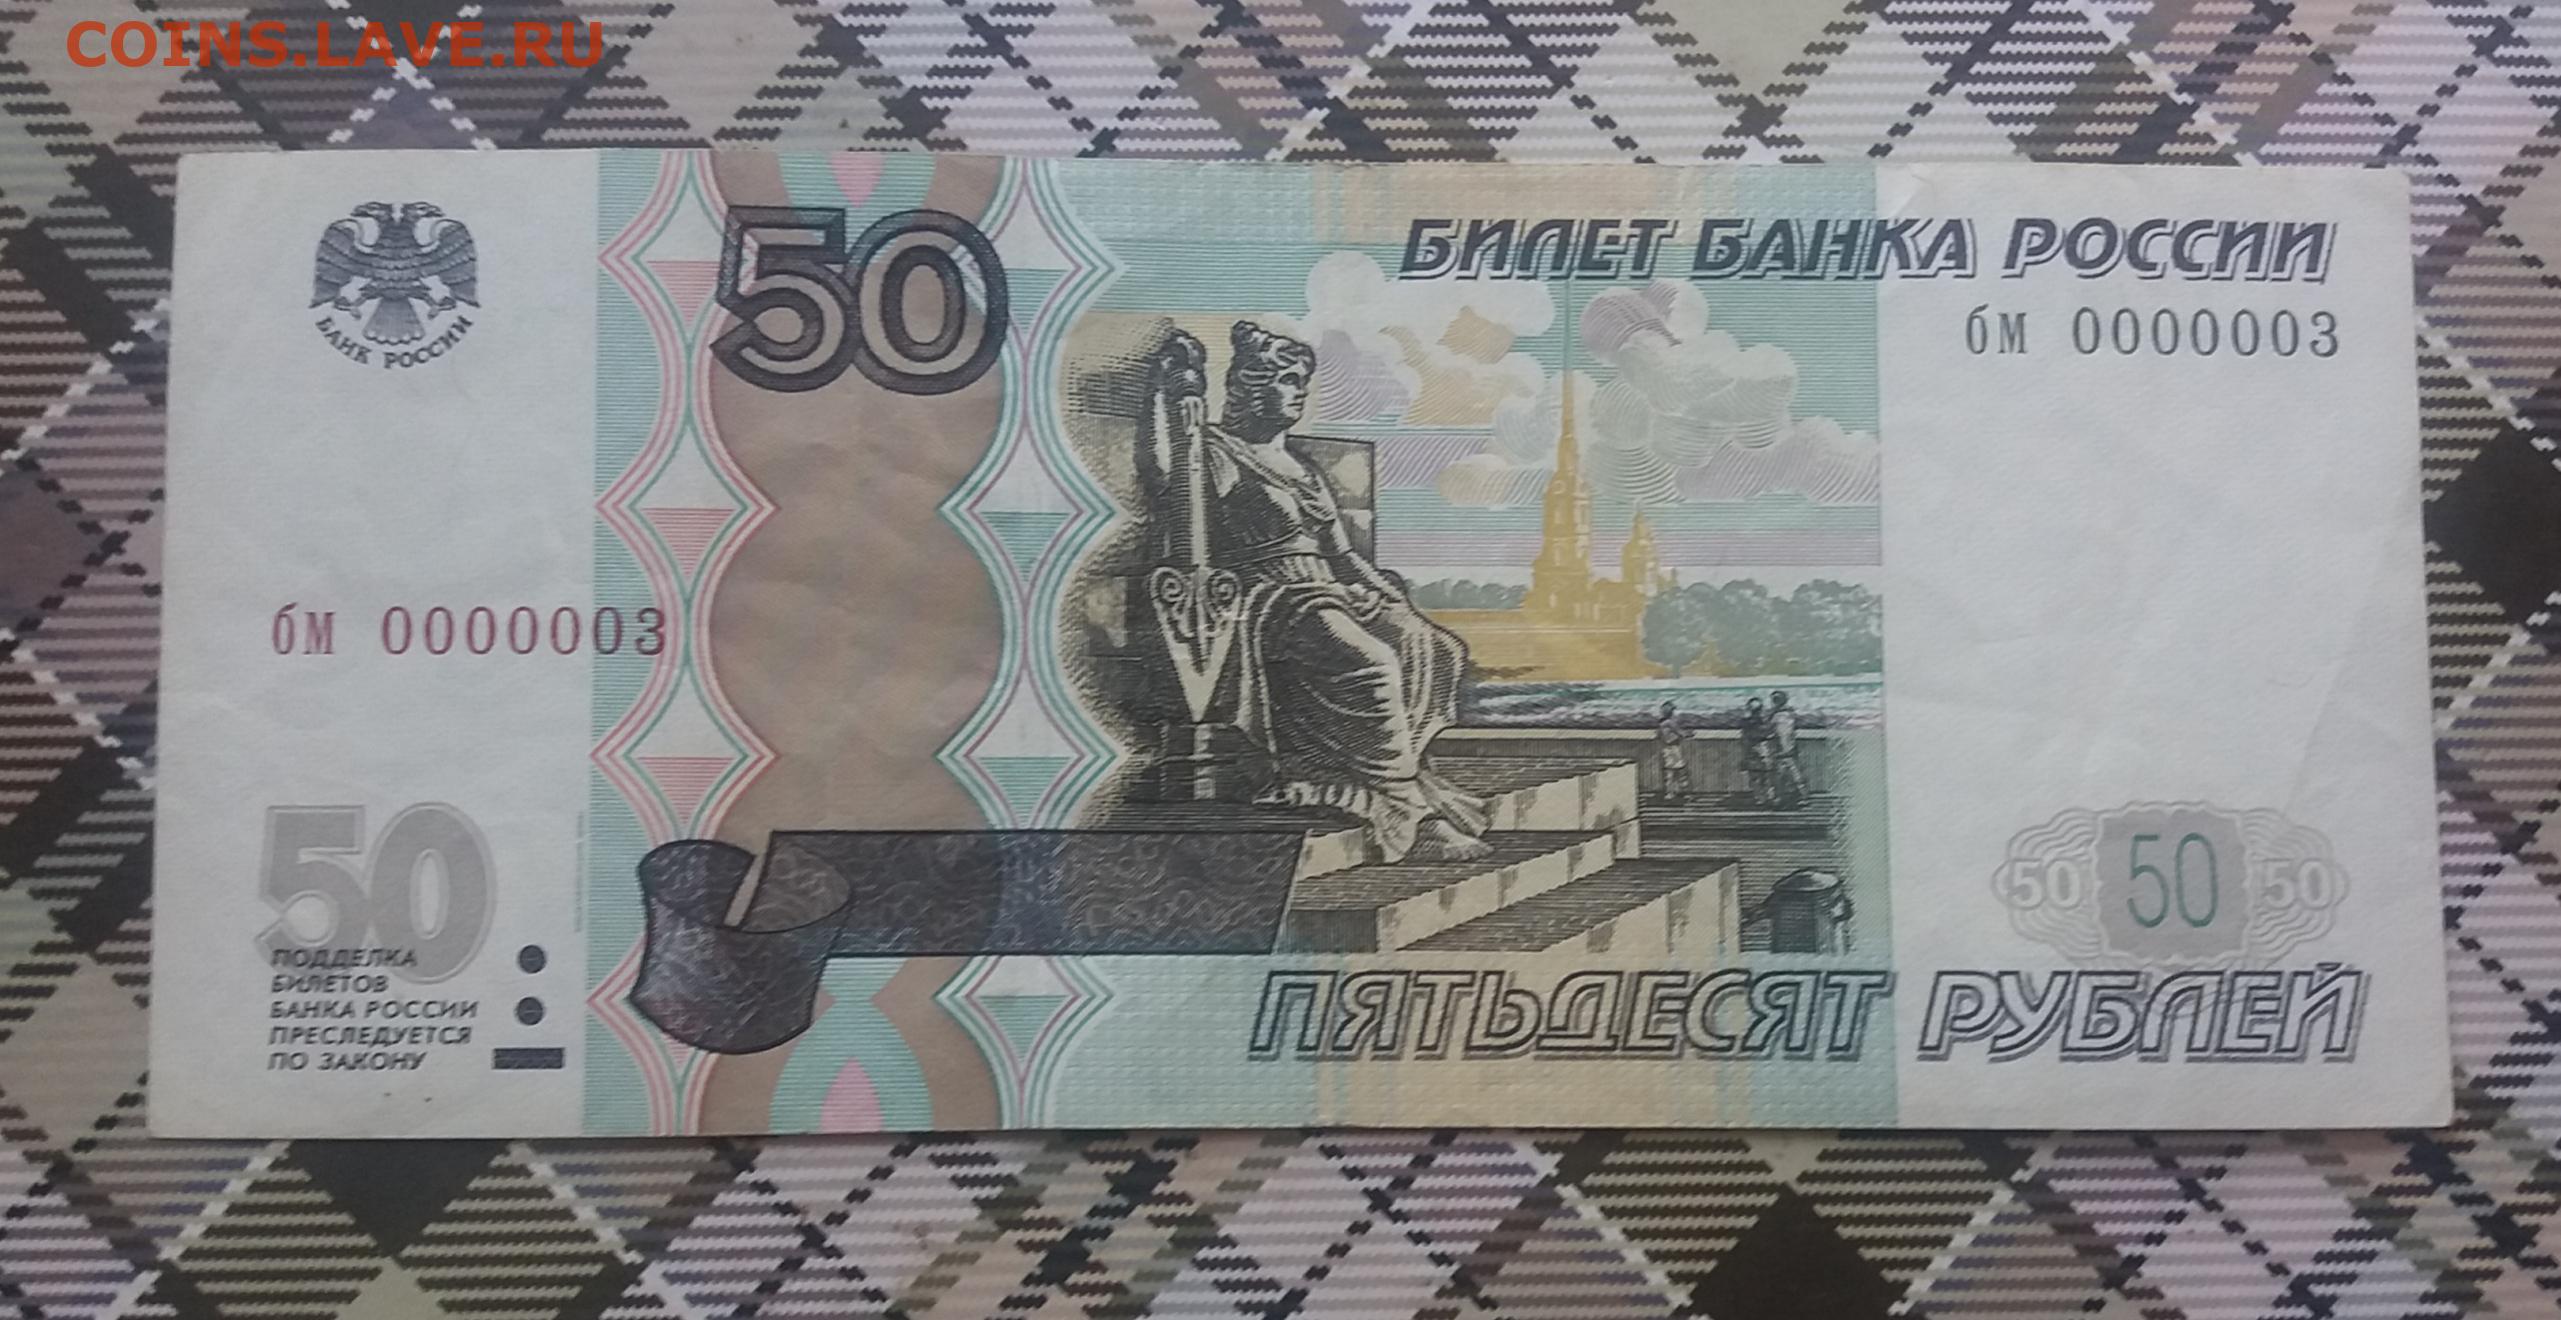 COINS.LAVE.RU
БАНК РОССИИ
50
БИЛЕТ БАНКА РОССИИ
бм 0000003
бм 0000003
50
ПОДДЕЛКА
БИЛЕТОВ
БАНКА РОССИИ
ПРЕСЛЕДУЕТСЯ
ПО ЗАКОНУ
50 50 50
ПЯТЬДЕСЯТ РУБЛЕЙ